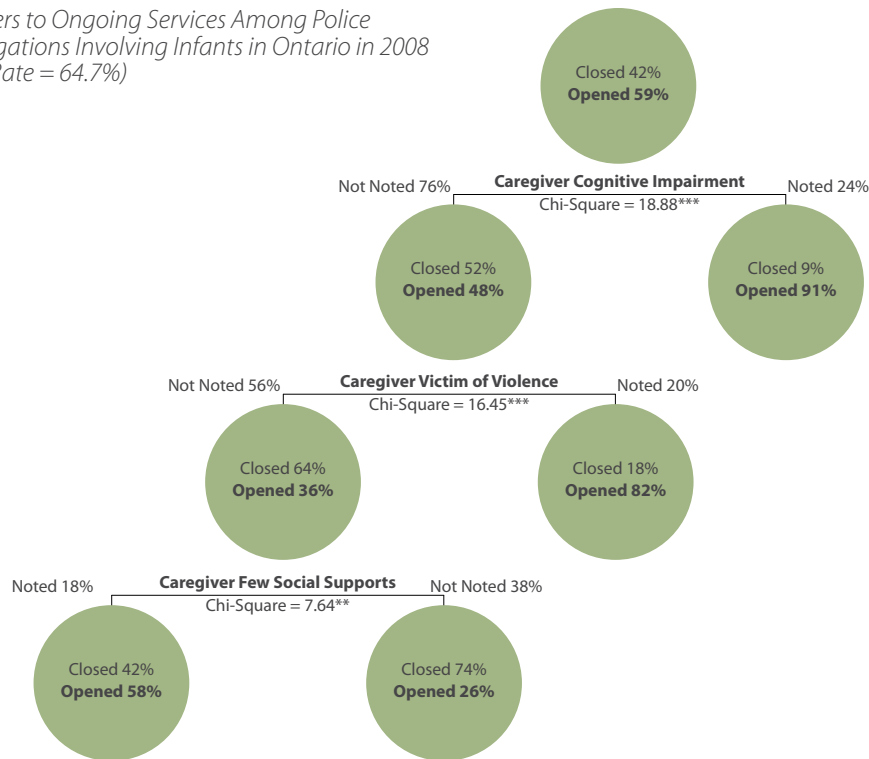 to Ongoing Services Among Police
Involving Infants in Ontario in 2008
= 64.7%)
Closed 42%
Opened 59%
Not Noted 76%
Caregiver Cognitive Impairment
Noted 24%
Chi-Square = 18.88***
Closed 52%
Opened 48%
Closed 9%
Opened 91%
Not Noted 56%
Caregiver Victim of Violence
Noted 20%
Chi-Square = 16.45***
Closed 64%
Opened 36%
Closed 18%
Opened 82%
Noted 18%
Caregiver Few Social Supports
Not Noted 38%
Chi-Square = 7.64**
Closed 42%
Opened 58%
Closed 74%
Opened 26%